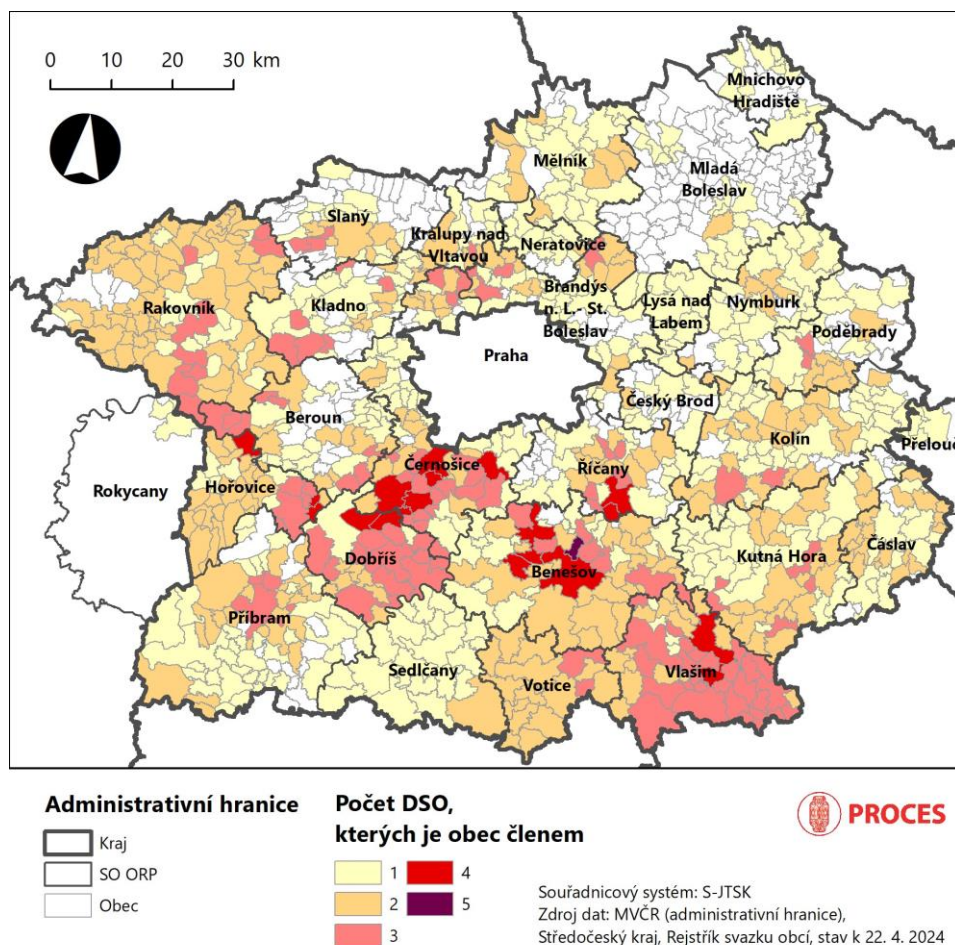 0 10 20 30 km
Mnichovo
Hradiště
Mělník
Mladá
Boleslav
Slaný
Kralupy nad
Vltavou
Neratovice
Rakovník
Kladno
Brandýs
n. L.- St.
Boleslav
Lysá nad
Labem
Nymburk
Poděbrady
Praha
Beroun
Český Brod
Kolín
Přelouč
Rokycany
Hořovice
Černošice
Říčany
Dobříš
Benešov
Kutná Hora
Čáslav
Příbram
Sedlčany
Votice
Vlašim
Administrativní hranice
Kraj
SO ORP
Obec
Počet DSO,
kterých je obec členem
1 4
2 5
3
PROCES
Souřadnicový systém: S-JTSK
Zdroj dat: MVČR (administrativní hranice),
Středočeský kraj, Rejstřík svazku obcí, stav k 22. 4. 2024